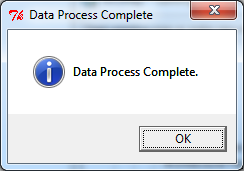 Data Process Complete
Data Process Complete.
OK